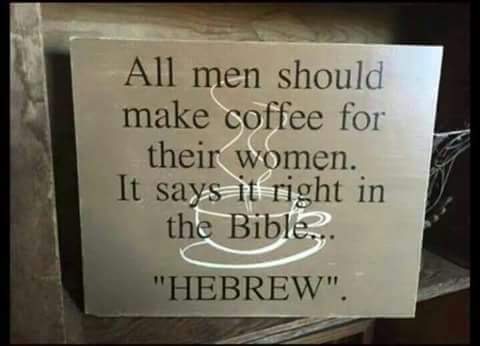 All men should
make coffee for
their women.
It says it right in
the Bible...
"HEBREW".